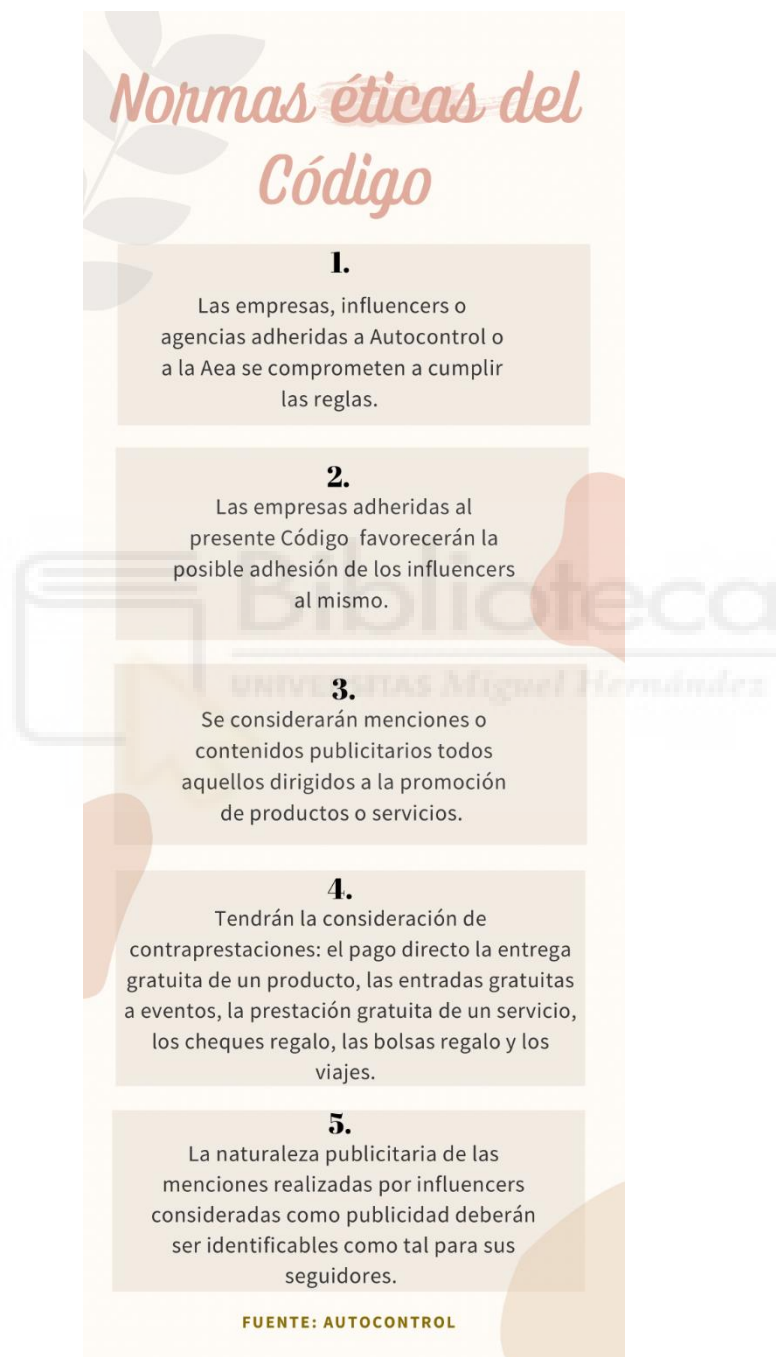 Normas éticas del
Código
1.
Las empresas, influencers o
agencias adheridas a Autocontrol o
a la Aea se comprometen a cumplir
las reglas.
2.
Las empresas adheridas al
presente Código favorecerán la
posible adhesión de los influencers
al mismo.
Biblioteca
UNIVERSITAS Miguel Hernández
3.
Se considerarán menciones o
contenidos publicitarios todos
aquellos dirigidos a la promoción
de productos o servicios.
4.
Tendrán la consideración de
contraprestaciones: el pago directo la entrega
gratuita de un producto, las entradas gratuitas
a eventos, la prestación gratuita de un servicio,
los cheques regalo, las bolsas regalo y los
viajes.
5.
La naturaleza publicitaria de las
menciones realizadas por influencers
consideradas como publicidad deberán
ser identificables como tal para sus
seguidores.
FUENTE: AUTOCONTROL